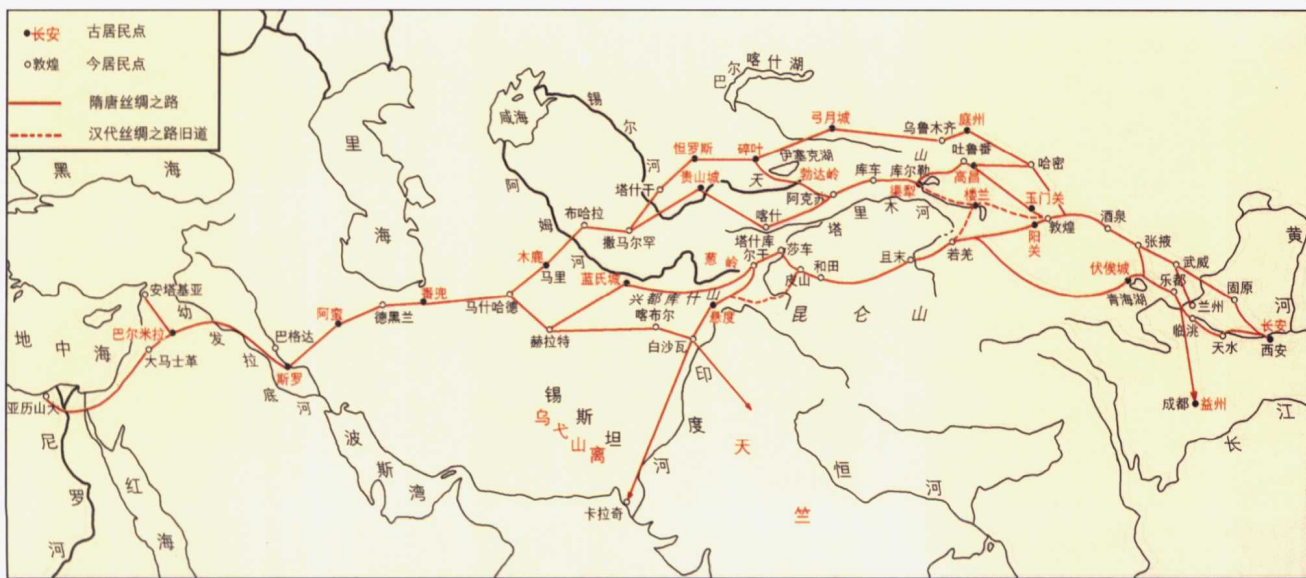 长安 古居民点
敦煌 今居民点
隋唐丝绸之路
汉代丝绸之路旧道
黑海
里海
咸海
锡尔河
阿姆河
巴尔喀什湖
伊塞克湖
天山
弓月城
乌鲁木齐
庭州
吐鲁番
高昌
哈密
怛罗斯
碎叶
勃达岭
库车
库尔勒
渠犁
楼兰
玉门关
敦煌
阳关
酒泉
张掖
武威
固原
黄河
塔什干
贵山城
阿克苏
喀什
塔里木河
布哈拉
撒马尔罕
木鹿
马里
蓝氏城
葱岭
塔什库尔干
莎车
皮山
和田
且末
若羌
昆仑山
伏俟城
青海湖
乐都
兰州
临洮
天水
长安
西安
成都
益州
长江
安塔基亚
巴尔米拉
大马士革
地中海
幼发拉底河
巴格达
斯罗
阿蛮
德黑兰
番兜
马什哈德
赫拉特
兴都库什山
喀布尔
悬度
白沙瓦
印度河
锡斯坦
乌弋山离
天竺
恒河
卡拉奇
波斯湾
亚历山大
尼罗河
红海